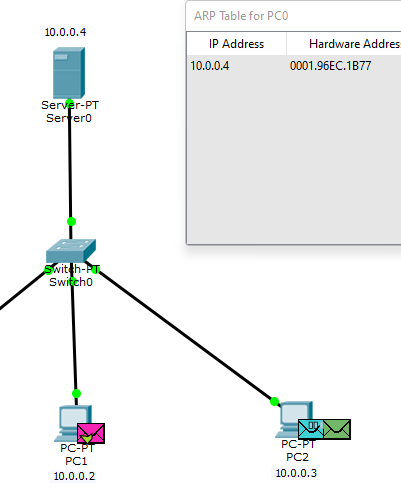 10.0.0.4
Server-PT
Server0
ARP Table for PC0
IP Address Hardware Addres
10.0.0.4 0001.96EC.1B77
Switch-PT
Switch0
PC-PT
PC1
10.0.0.2
PC-PT
PC2
10.0.0.3